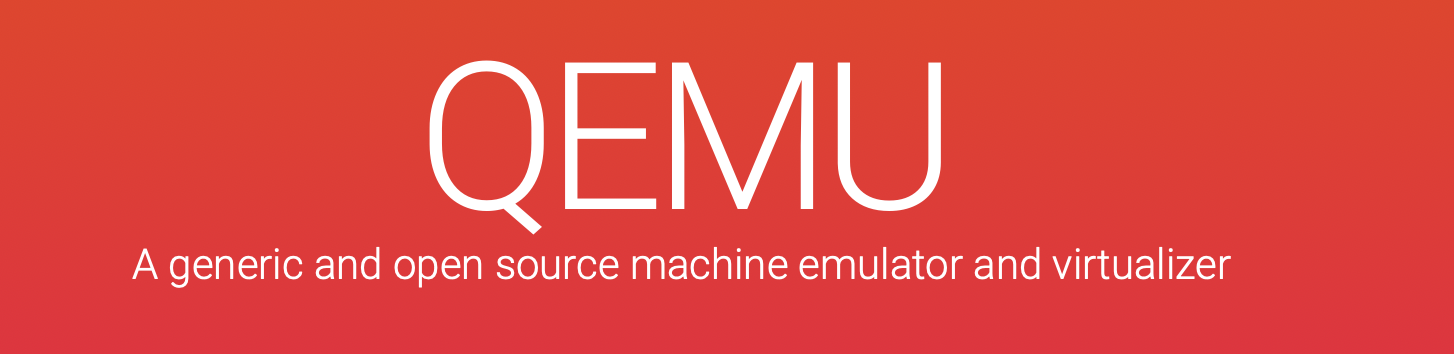 QEMU
A generic and open source machine emulator and virtualizer